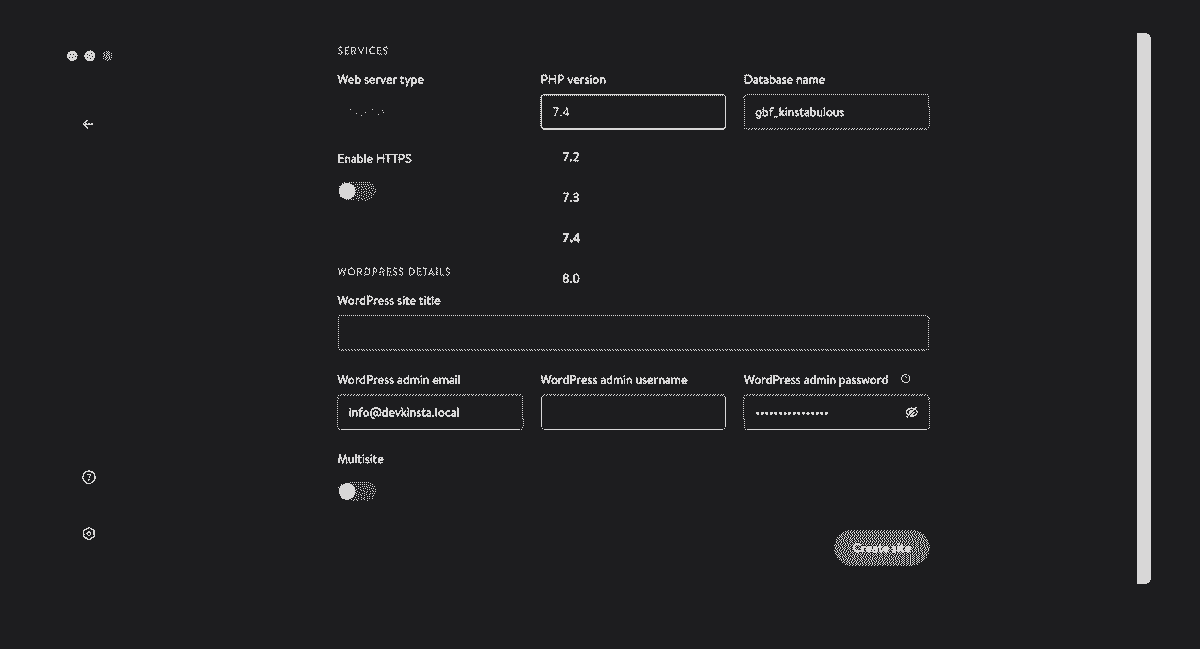 SERVICES
Web server type PHP version Database name
7.4 gbf_kinstabulous
Enable HTTPS
7.2
7.3
7.4
8.0
WORDPRESS DETAILS
WordPress site title
WordPress admin email WordPress admin username WordPress admin password
info@devkinsta.local ••••••••••••••••
Multisite
Create site